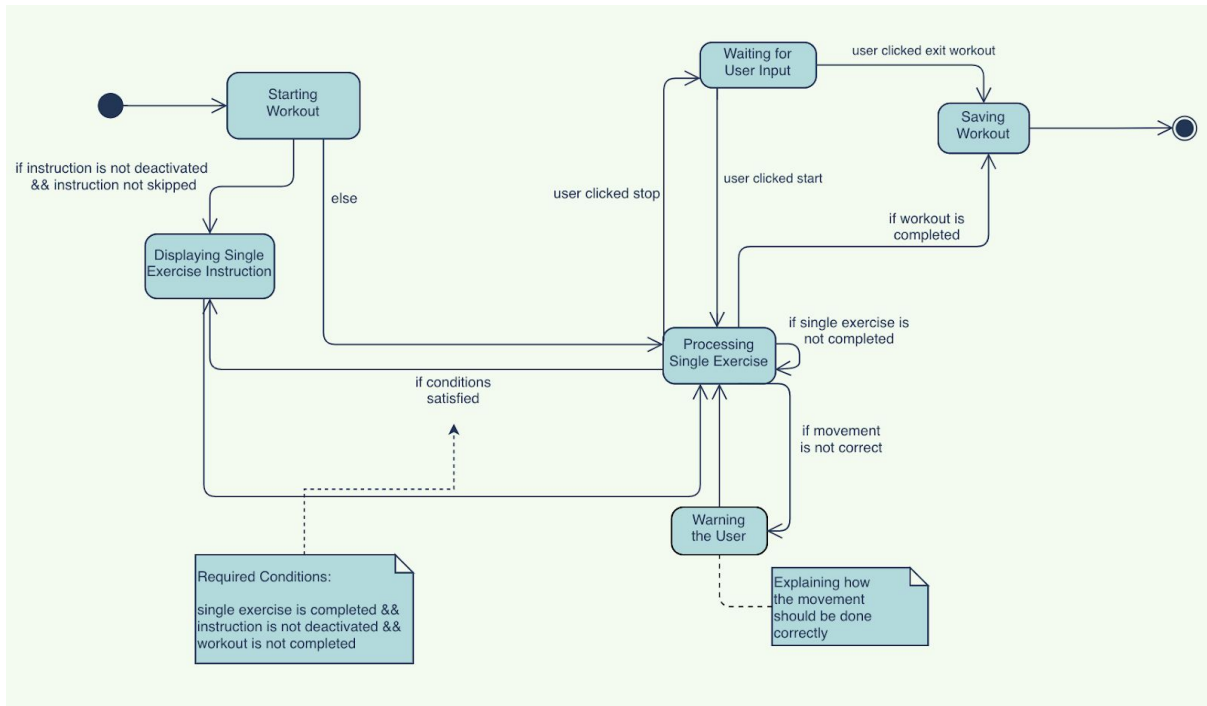 Starting
Workout
if instruction is not deactivated
&& instruction not skipped
else
Displaying Single
Exercise Instruction
Waiting for
User Input
user clicked exit workout
Saving
Workout
user clicked stop
user clicked start
if workout is
completed
Processing
Single Exercise
if single exercise is
not completed
if conditions
satisfied
if movement
is not correct
Warning
the User
Required Conditions:
single exercise is completed &&
instruction is not deactivated &&
workout is not completed
Explaining how
the movement
should be done
correctly